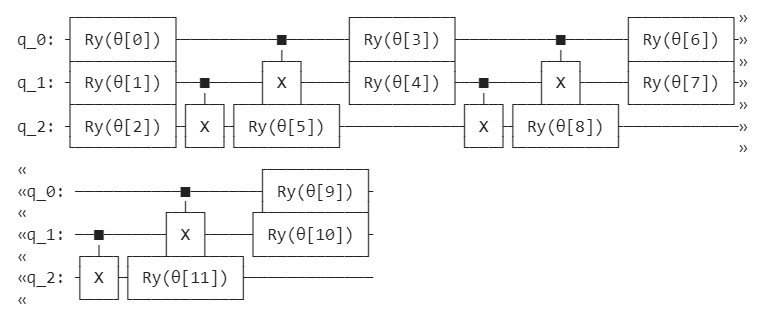 »
q_0: Ry(θ[0]) ■ Ry(θ[3]) ■ Ry(θ[6]) »
»
q_1: Ry(θ[1]) ■ X Ry(θ[4]) ■ X Ry(θ[7]) »
»
q_2: Ry(θ[2]) X Ry(θ[5]) X Ry(θ[8]) »
»
«
«q_0: ■ Ry(θ[9])
«
«q_1: ■ X Ry(θ[10])
«
«q_2: X Ry(θ[11])
«